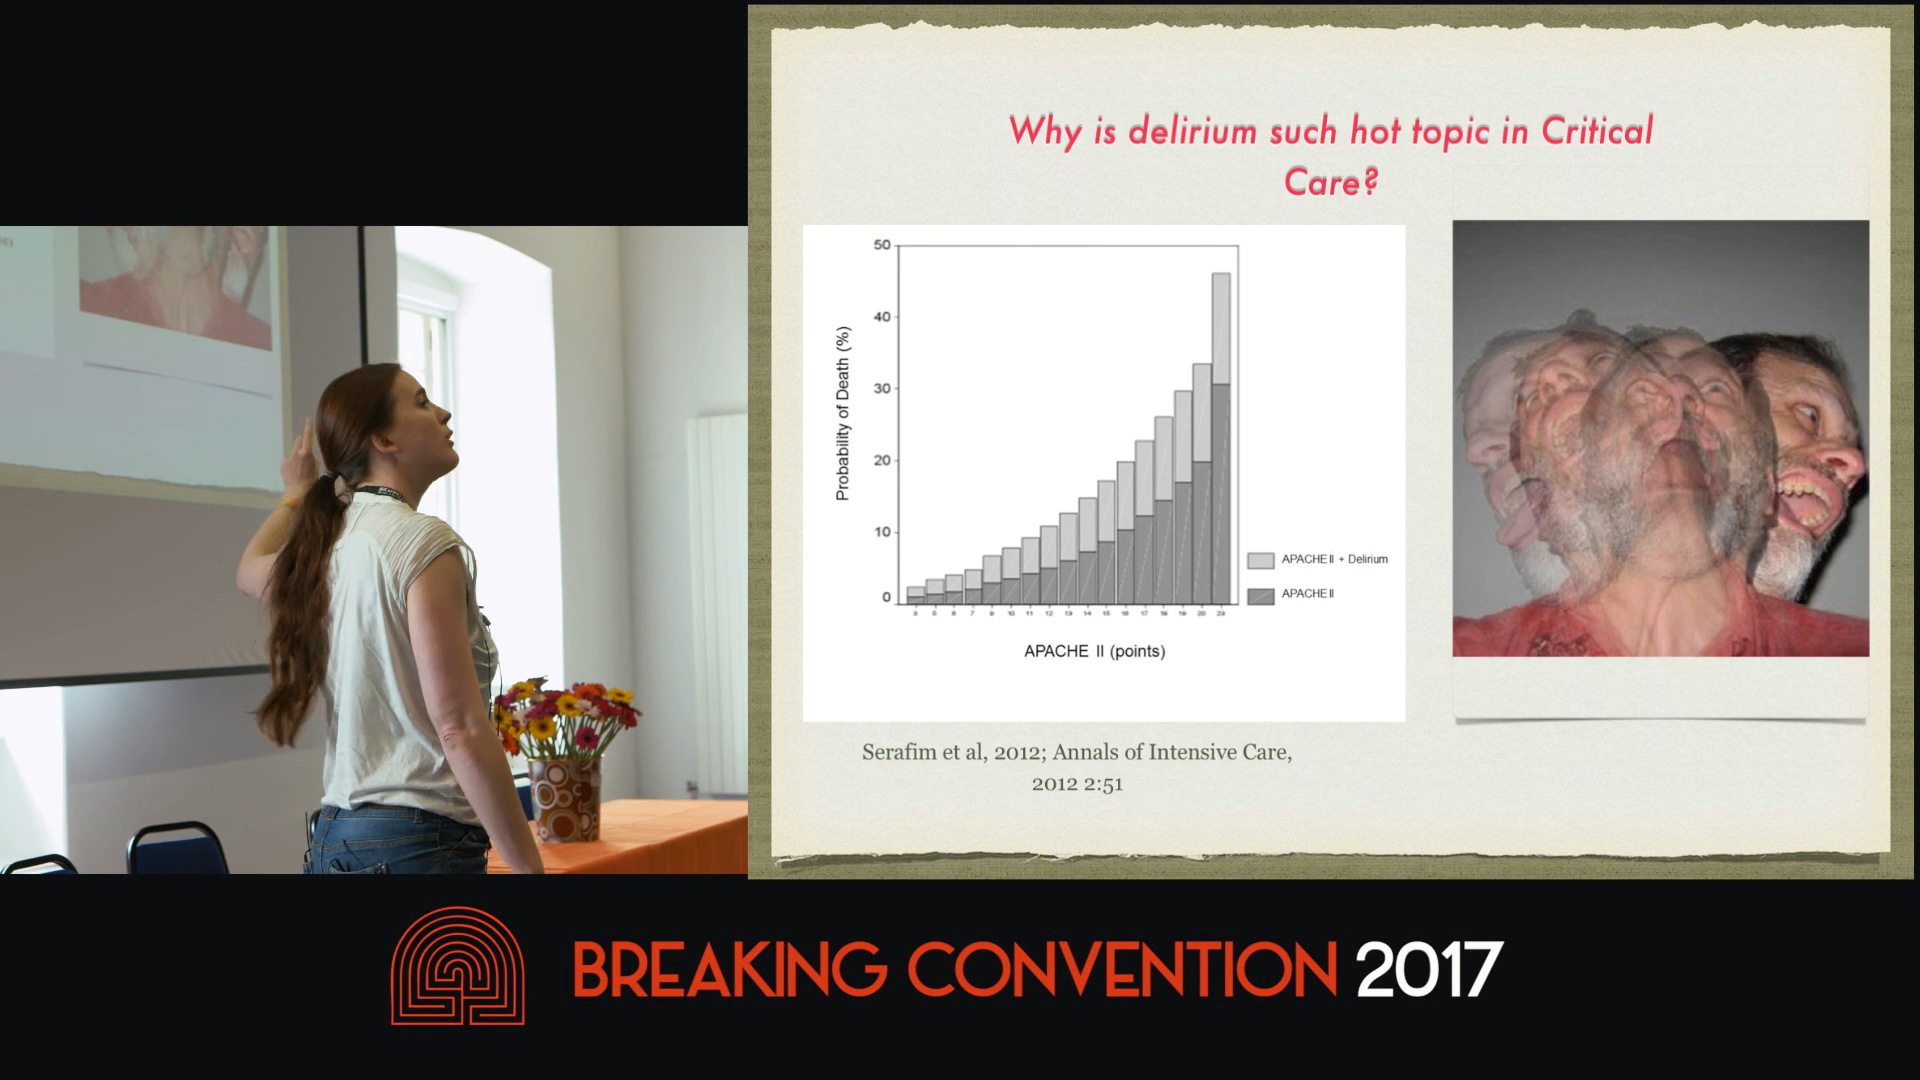 Why is delirium such hot topic in Critical
Care?
50
40
30
20
10
0
Probability of Death (%)
APACHE II (points)
APACHE II + Delirium
APACHE II
Serafim et al, 2012; Annals of Intensive Care,
2012 2:51
BREAKING CONVENTION 2017